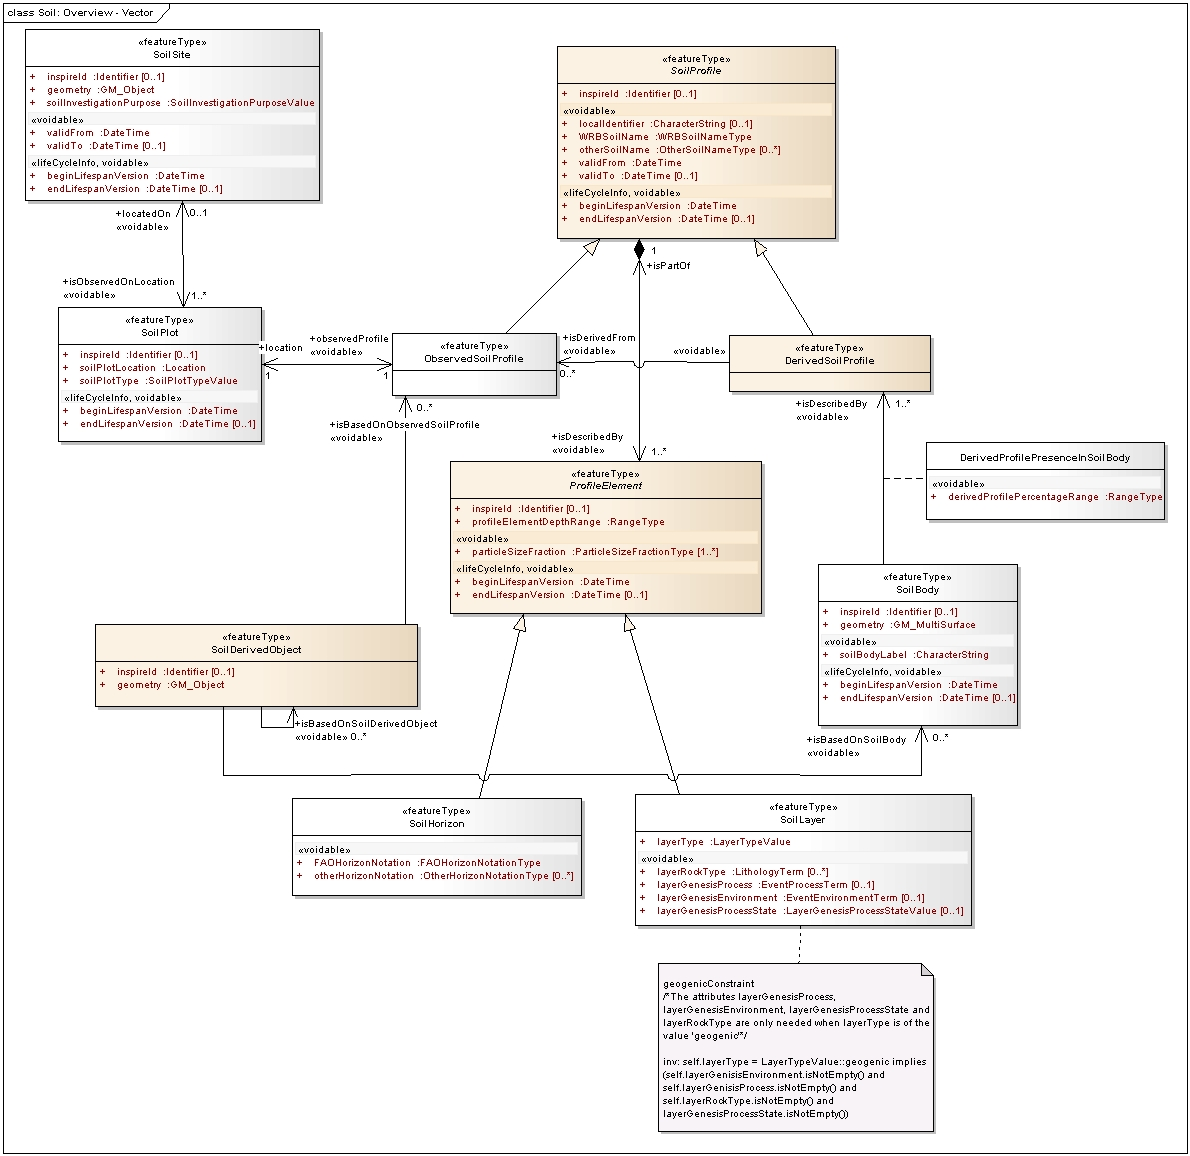 class Soil: Overview - Vector
«featureType»
SoilSite
+ inspireId :Identifier [0..1]
+ geometry :GM_Object
+ soilInvestigationPurpose :SoilInvestigationPurposeValue
«voidable»
+ validFrom :DateTime
+ validTo :DateTime [0..1]
«lifeCycleInfo, voidable»
+ beginLifespanVersion :DateTime
+ endLifespanVersion :DateTime [0..1]
«featureType»
SoilProfile
+ inspireId :Identifier [0..1]
«voidable»
+ localIdentifier :CharacterString [0..1]
+ WRBSoilName :WRBSoilNameType
+ otherSoilName :OtherSoilNameType [0..*]
+ validFrom :DateTime
+ validTo :DateTime [0..1]
«lifeCycleInfo, voidable»
+ beginLifespanVersion :DateTime
+ endLifespanVersion :DateTime [0..1]
+locatedOn 0..1
«voidable»
1
+isPartOf
+isObservedOnLocation
«voidable» 1..*
«featureType»
SoilPlot
+ inspireId :Identifier [0..1]
+ soilPlotLocation :Location
+ soilPlotType :SoilPlotTypeValue
«lifeCycleInfo, voidable»
+ beginLifespanVersion :DateTime
+ endLifespanVersion :DateTime [0..1]
+location
1
+observedProfile
«voidable»
1
«featureType»
ObservedSoilProfile
+isDerivedFrom
«voidable»
0..*
«voidable»
«featureType»
DerivedSoilProfile
0..*
+isBasedOnObservedSoilProfile
«voidable»
+isDescribedBy 1..*
«voidable»
+isDescribedBy
«voidable» 1..*
DerivedProfilePresenceInSoilBody
«voidable»
+ derivedProfilePercentageRange :RangeType
«featureType»
ProfileElement
+ inspireId :Identifier [0..1]
+ profileElementDepthRange :RangeType
«voidable»
+ particleSizeFraction :ParticleSizeFractionType [1..*]
«lifeCycleInfo, voidable»
+ beginLifespanVersion :DateTime
+ endLifespanVersion :DateTime [0..1]
«featureType»
SoilBody
+ inspireId :Identifier [0..1]
+ geometry :GM_MultiSurface
«voidable»
+ soilBodyLabel :CharacterString
«lifeCycleInfo, voidable»
+ beginLifespanVersion :DateTime
+ endLifespanVersion :DateTime [0..1]
«featureType»
SoilDerivedObject
+ inspireId :Identifier [0..1]
+ geometry :GM_Object
+isBasedOnSoilDerivedObject
«voidable» 0..*
+isBasedOnSoilBody 0..*
«voidable»
«featureType»
SoilHorizon
«voidable»
+ FAOHorizonNotation :FAOHorizonNotationType
+ otherHorizonNotation :OtherHorizonNotationType [0..*]
«featureType»
SoilLayer
+ layerType :LayerTypeValue
«voidable»
+ layerRockType :LithologyTerm [0..*]
+ layerGenesisProcess :EventProcessTerm [0..1]
+ layerGenesisEnvironment :EventEnvironmentTerm [0..1]
+ layerGenesisProcessState :LayerGenesisProcessStateValue [0..1]
geogenicConstraint
/*The attributes layerGenesisProcess,
layerGenesisEnvironment, layerGenesisProcessState and
layerRockType are only needed when layerType is of the
value 'geogenic'*/
inv: self.layerType = LayerTypeValue::geogenic implies
(self.layerGenisisEnvironment.isNotEmpty() and
self.layerGenisisProcess.isNotEmpty() and
self.layerRockType.isNotEmpty() and
layerGenesisProcessState.isNotEmpty())